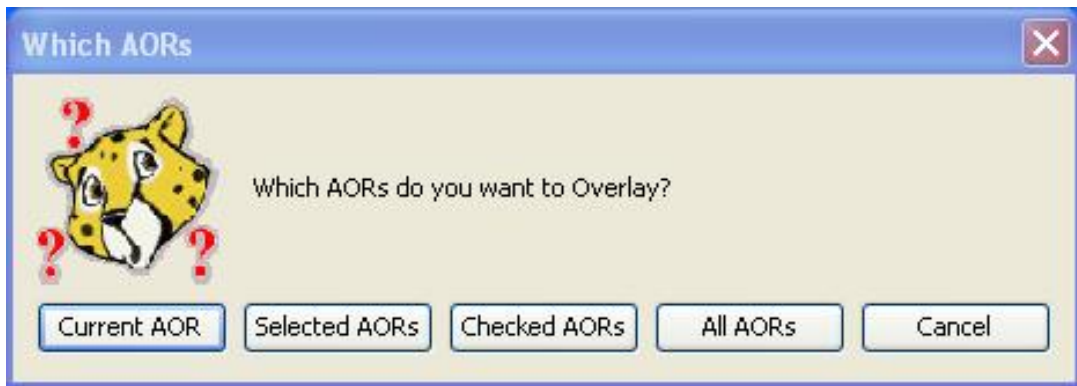 Which AORs
?
Which AORs do you want to Overlay?
? ?
Current AOR Selected AORs Checked AORs All AORs Cancel